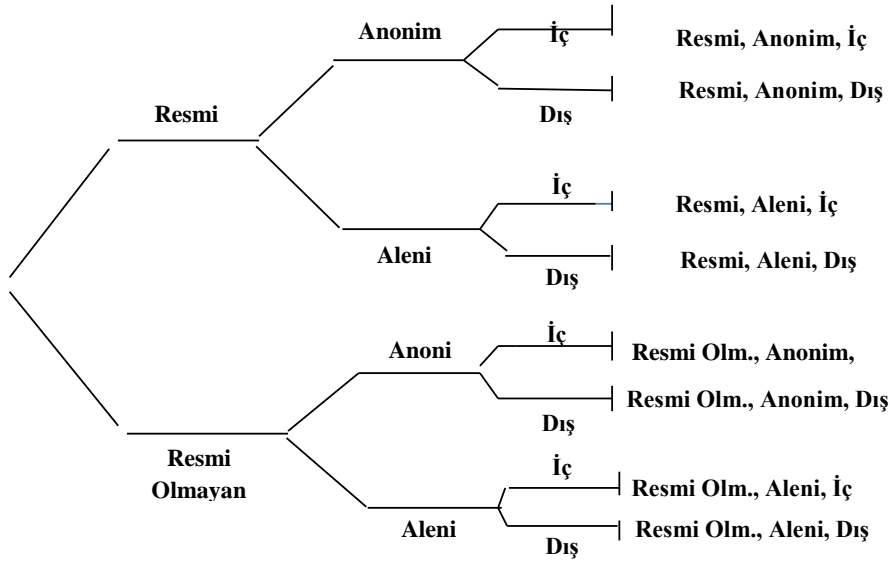 Anonim
İç
Resmi, Anonim, İç
Resmi, Anonim, Dış
Resmi
Dış
İç
Resmi, Aleni, İç
Aleni
Resmi, Aleni, Dış
Dış
İç
Anoni
Resmi Olm., Anonim,
Resmi Olm., Anonim, Dış
Dış
Resmi
Olmayan
İç
Resmi Olm., Aleni, İç
Aleni
Resmi Olm., Aleni, Dış
Dış